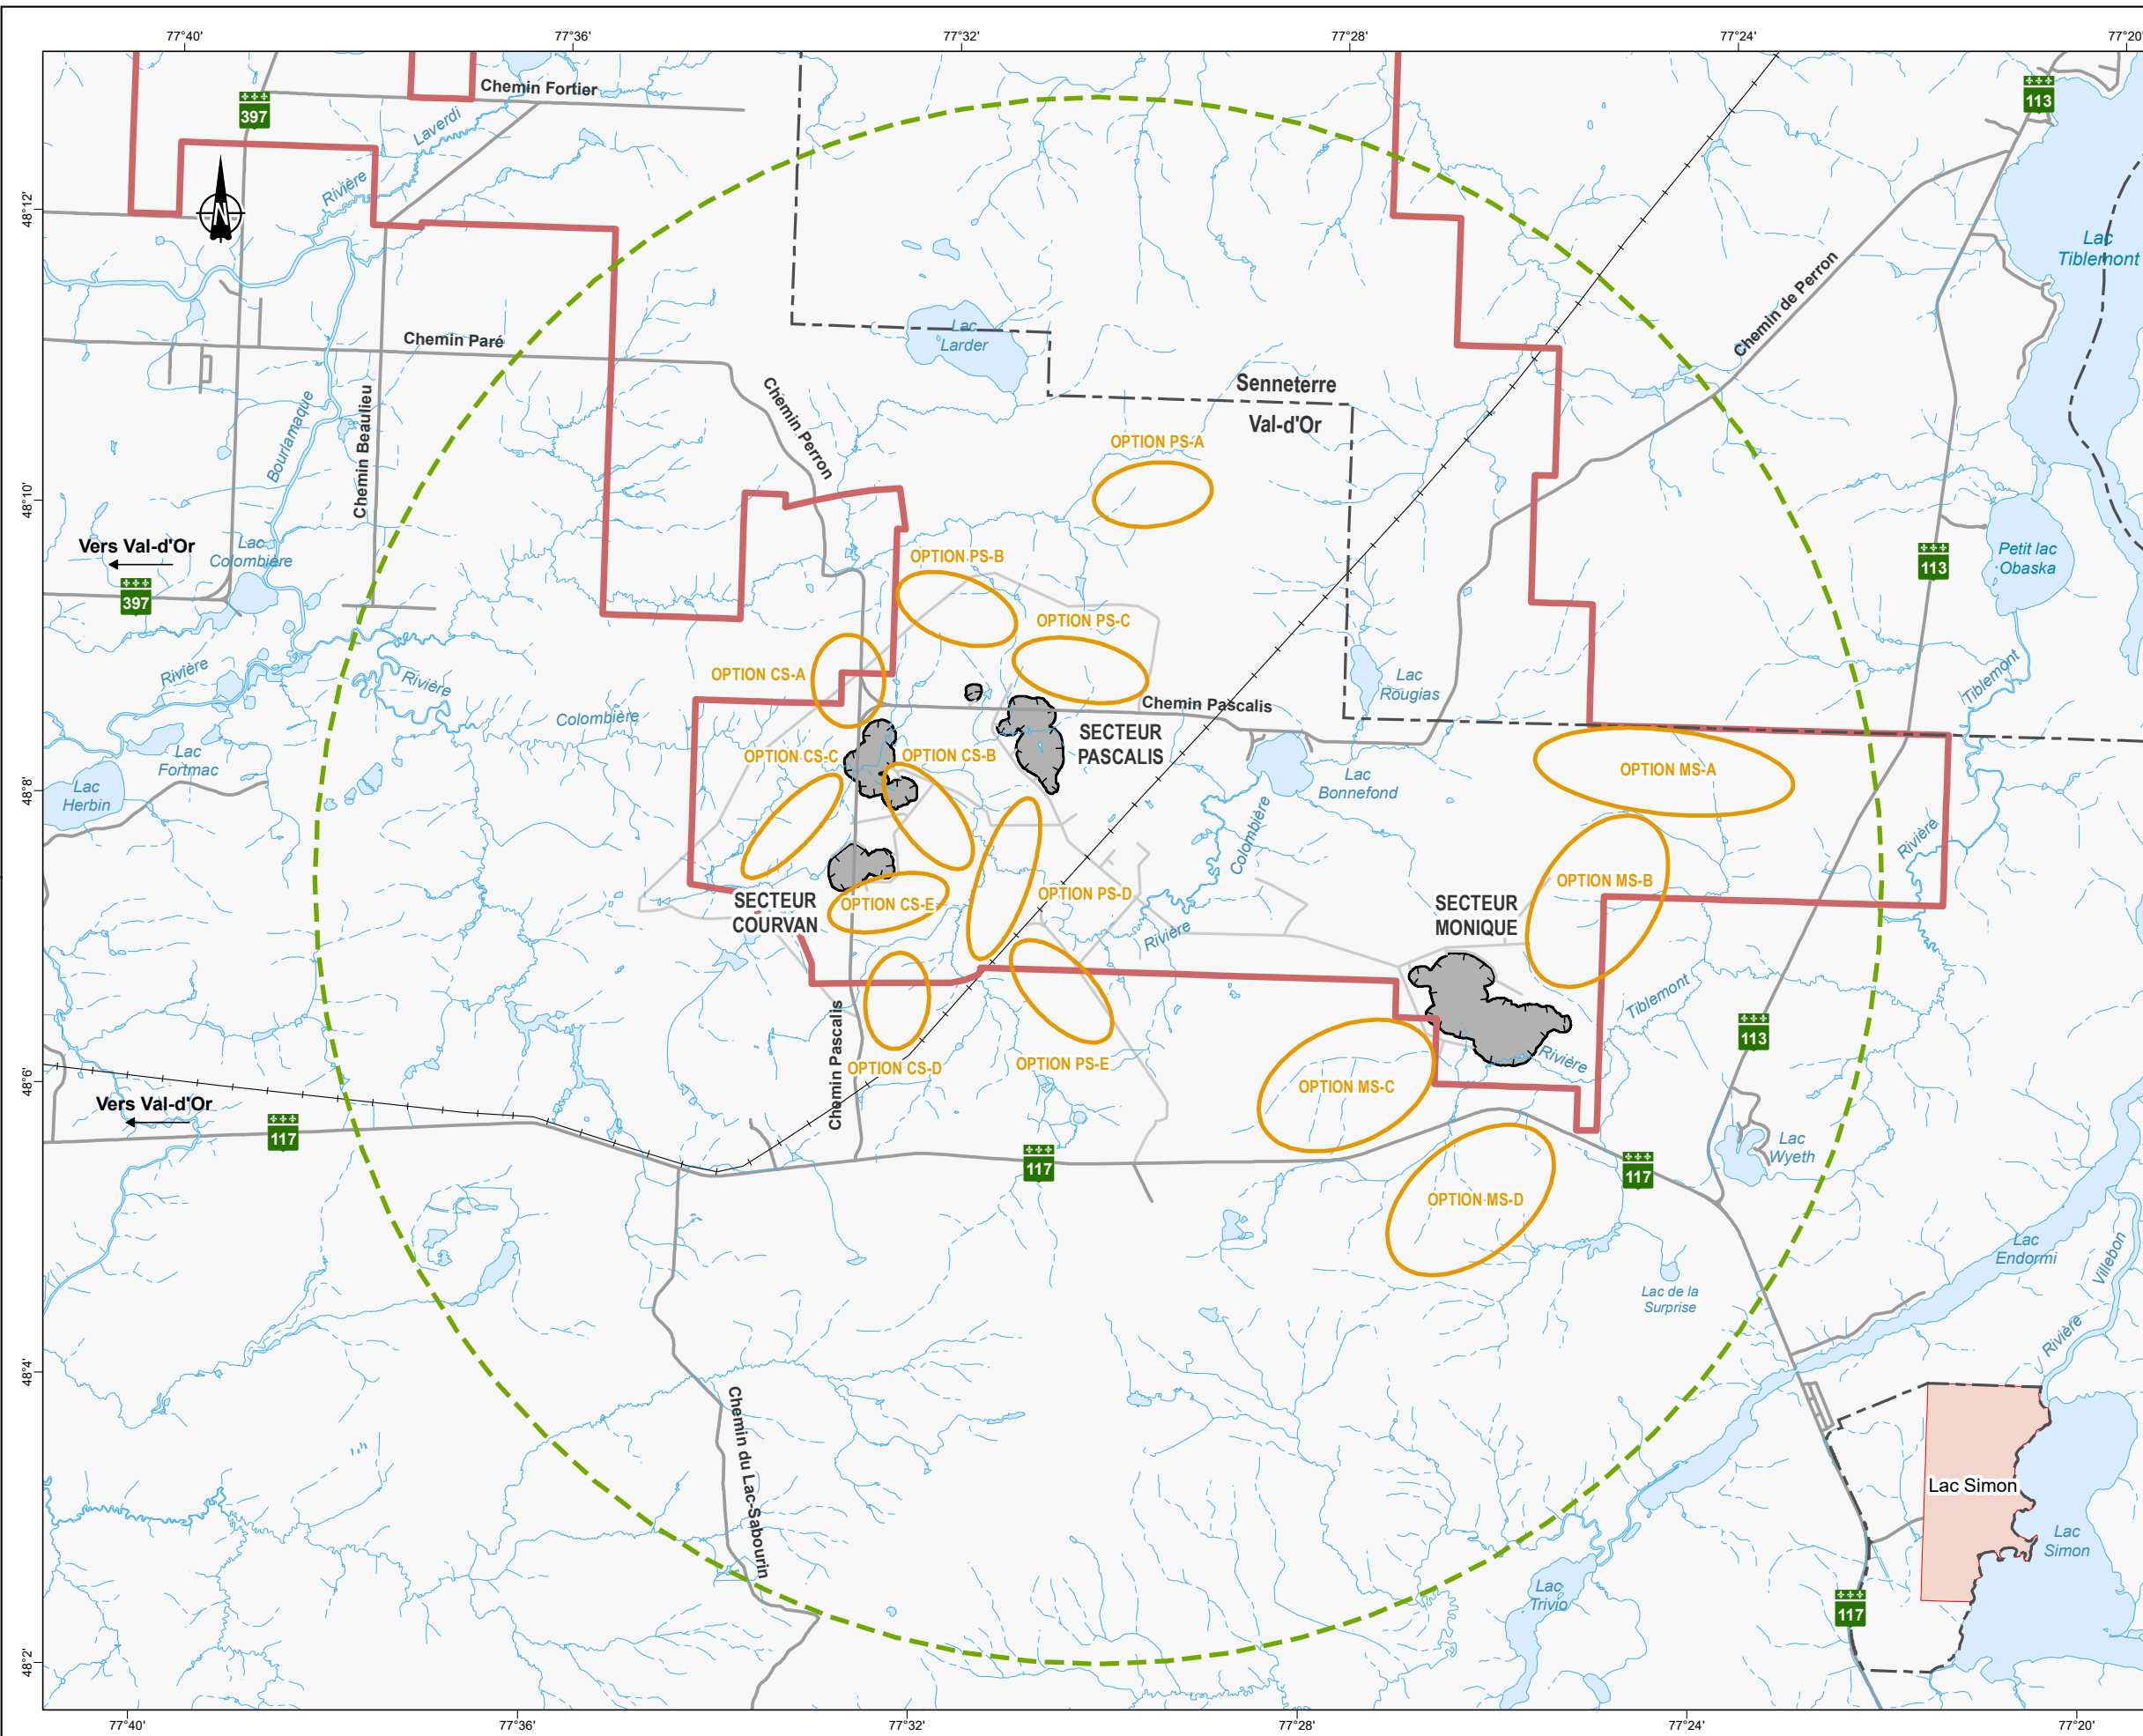 77°40'
77°36'
77°32'
77°28'
77°24'
77°20'
Chemin Fortier
397
113
Laverdi
Rivière
48°12'
N
Lac
Tiblemont
Chemin de Perron
Lac
Larder
Chemin Paré
Senneterre
Val-d'Or
Chemin Perron
Chemin Beaulieu
Bourlamaque
OPTION PS-A
48°10'
Vers Val-d'Or
397
Lac
Colombière
OPTION PS-B
113
Petit lac
Obaska
OPTION PS-C
Rivière
Rivière
OPTION CS-A
Lac
Rougias
Tiblemont
Chemin Pascalis
Colombière
SECTEUR
PASCALIS
Lac
Fortmac
OPTION CS-C
OPTION CS-B
OPTION MS-A
48°8'
Lac
Herbin
Lac
Bonnefond
Colombière
Rivière
OPTION MS-B
OPTION PS-D
SECTEUR
COURVAN
OPTION CS-E
SECTEUR
MONIQUE
Rivière
Tiblemont
Chemin Pascalis
113
Rivière
OPTION CS-D
OPTION PS-E
OPTION MS-C
48°6'
Vers Val-d'Or
117
117
117
Lac
Wyeth
OPTION MS-D
Lac
Endormi
Villebon
Lac de la
Surprise
Rivière
48°4'
Chemin du Lac-Sabourin
Lac Simon
Lac
Simon
Lac
Trivio
117
48°2'
77°40'
77°36'
77°32'
77°28'
77°24'
77°20'